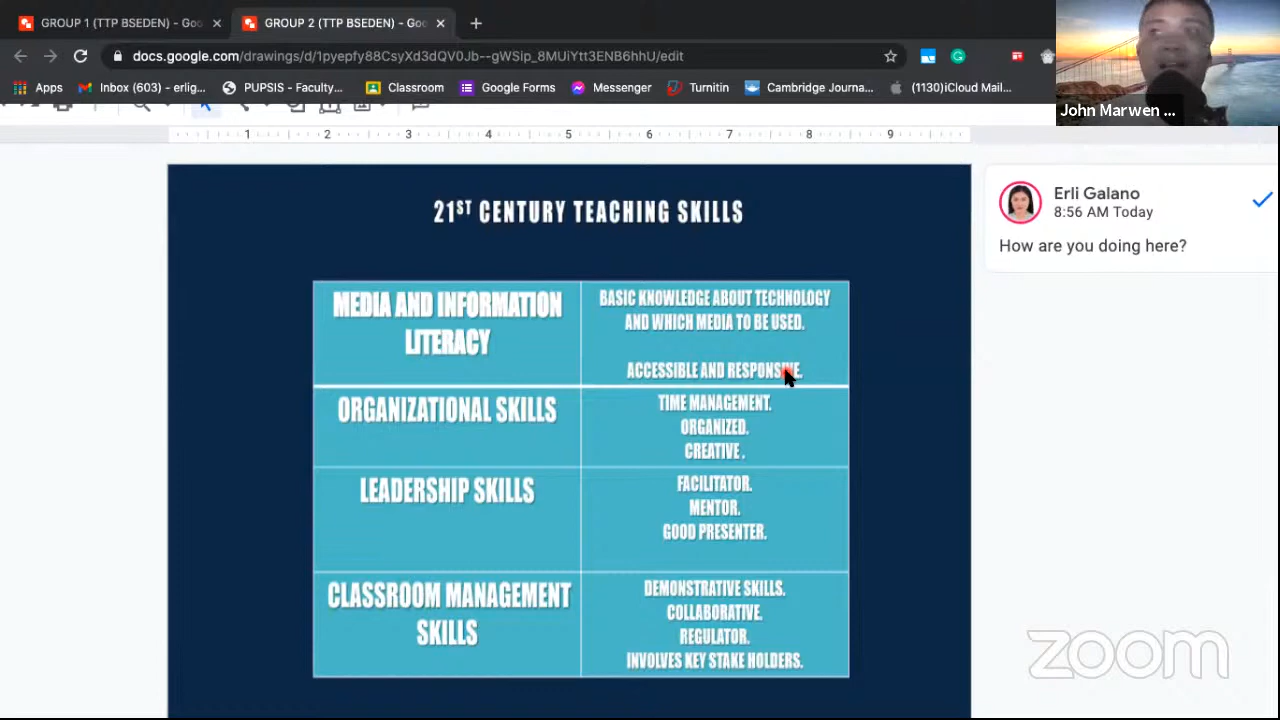 GROUP 1 (TTP BSEDEN) - Goo
GROUP 2 (TTP BSEDEN) - Goo
docs.google.com/drawings/d/1pyepfy88CsyXd3dQV0Jb--gWSip_8MUiYtt3ENB6hhU/edit
Apps
Inbox (603) - erlig...
PUPSIS - Faculty...
Classroom
Google Forms
Messenger
Turnitin
Cambridge Journa...
(1130)iCloud Mail...
John Marwen ...
1 2 3 4 5 6 7 8 9
21ST CENTURY TEACHING SKILLS
MEDIA AND INFORMATION
LITERACY
BASIC KNOWLEDGE ABOUT TECHNOLOGY
AND WHICH MEDIA TO BE USED.
ACCESSIBLE AND RESPONSIVE.
ORGANIZATIONAL SKILLS
TIME MANAGEMENT.
ORGANIZED.
CREATIVE .
LEADERSHIP SKILLS
FACILITATOR.
MENTOR.
GOOD PRESENTER.
CLASSROOM MANAGEMENT
SKILLS
DEMONSTRATIVE SKILLS.
COLLABORATIVE.
REGULATOR.
INVOLVES KEY STAKE HOLDERS.
Erli Galano
8:56 AM Today
How are you doing here?
zoom